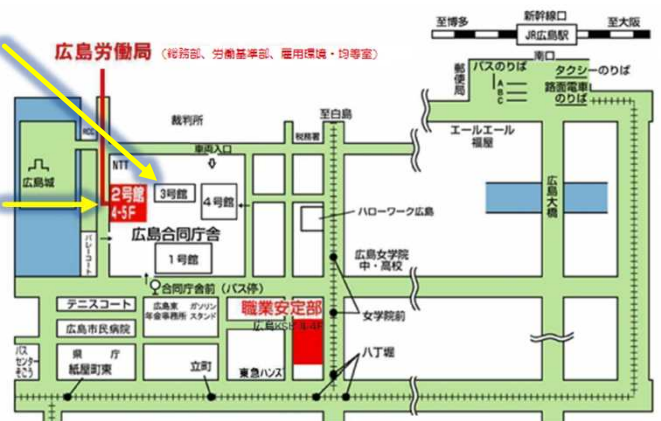 広島労働局 (総務部、労働基準部、雇用環境・均等室)
新幹線口
至博多
至大阪
JR広島駅
南口
郵便局
バスのりば
A
B
C
タクシーのりば
路面電車
のりば
エールエール
福屋
広島大橋
至白島
裁判所
税務署
RCC
車両入口
NTT
広島城
2号館
4-5F
3号館
4号館
ハローワーク広島
広島合同庁舎
1号館
バレーコート
広島女学院
中・高校
合同庁舎前(バス停)
テニスコート
広島東
年金事務所
ガソリン
スタンド
職業安定部
広島KSビル4F
女学院前
広島市民病院
バス
センター
そごう
県庁
紙屋町東
立町
東急ハンズ
八丁堀